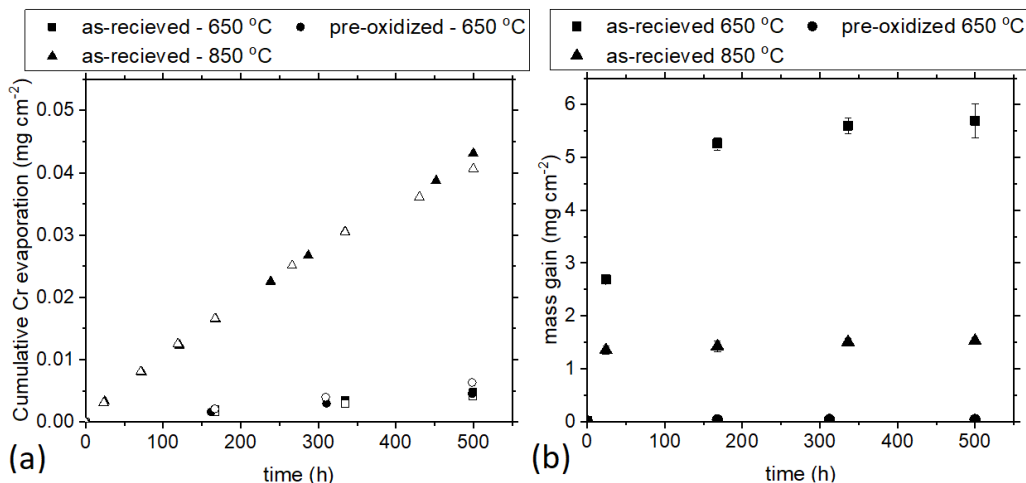 as-recieved - 650 °C
pre-oxidized - 650 °C
as-recieved - 850 °C
Cumulative Cr evaporation (mg cm-2)
0.05
0.04
0.03
0.02
0.01
0.00
0
100
200
300
400
500
time (h)
(a)
as-recieved 650 °C
pre-oxidized 650 °C
as-recieved 850 °C
mass gain (mg cm-2)
6
5
4
3
2
1
0
0
100
200
300
400
500
time (h)
(b)